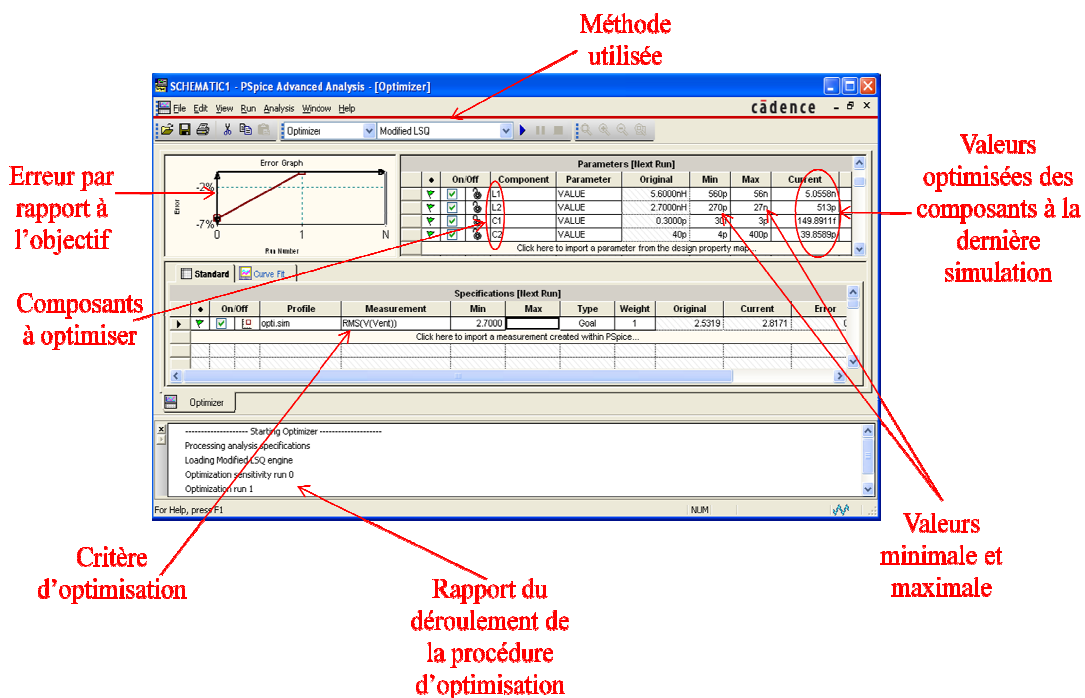 Méthode
utilisée
SCHEMATIC1 - PSpice Advanced Analysis - [Optimizer]
File Edit View Run Analysis Window Help
cādence
Optimizer
Modified LSQ
Error Graph
Error
-2%
-7%
0 1 N
Run Number
Parameters [Next Run]
On/Off Component Parameter Original Min Max Current
L1 VALUE 5.6000nH 560p 56n 5.0558n
L2 VALUE 2.7000nH 270p 27n 513p
C1 VALUE 0.3000p 30f 3p 149.8911f
C2 VALUE 40p 4p 400p 39.8589p
Click here to import a parameter from the design property map...
Erreur par
rapport à
l’objectif
Valeurs
optimisées des
composants à la
dernière
simulation
Composants
à optimiser
Standard Curve Fit
Specifications [Next Run]
On/Off Profile Measurement Min Max Type Weight Original Current Error
opti.sim RMS(V(Vent)) 2.7000 Goal 1 2.5319 2.8171 0
Click here to import a measurement created within PSpice...
Optimizer
-------------------- Starting Optimizer --------------------
Processing analysis specifications
Loading Modified LSQ engine
Optimization sensitivity run 0
Optimization run 1
For Help, press F1
NUM
Critère
d’optimisation
Rapport du
déroulement de
la procédure
d’optimisation
Valeurs
minimale et
maximale